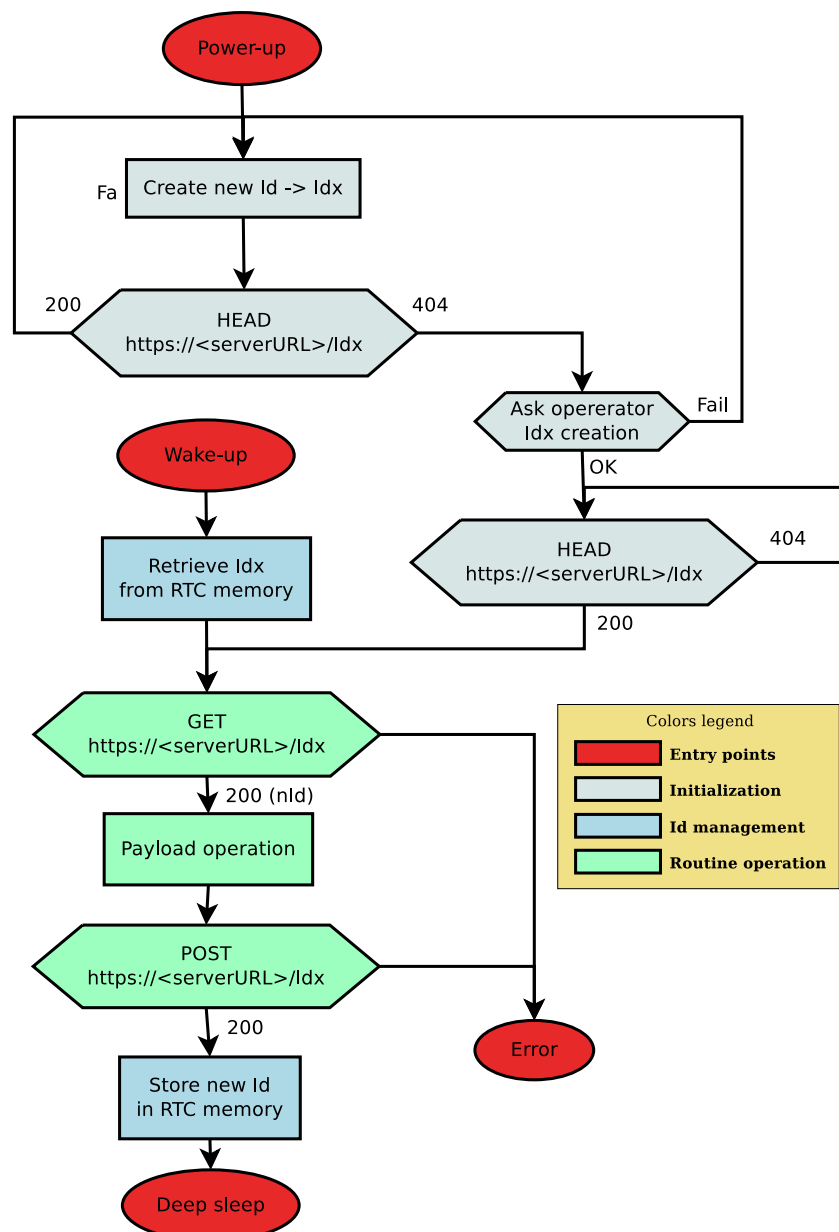 Power-up
Fa
Create new Id -> Idx
200
404
HEAD
https://<serverURL>/Idx
Ask opererator
Idx creation
Fail
OK
Wake-up
HEAD
https://<serverURL>/Idx
404
200
Retrieve Idx
from RTC memory
GET
https://<serverURL>/Idx
200 (nId)
Payload operation
POST
https://<serverURL>/Idx
200
Store new Id
in RTC memory
Deep sleep
Error
Colors legend
Entry points
Initialization
Id management
Routine operation